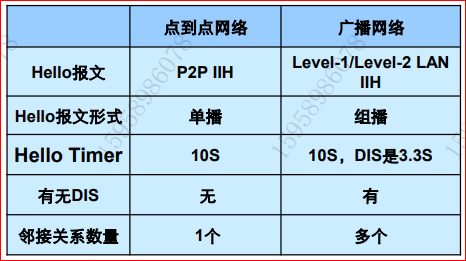 点到点网络 广播网络
Hello报文 P2P IIH Level-1/Level-2 LAN
IIH
Hello报文形式 单播 组播
Hello Timer 10S 10S，DIS是3.3S
有无DIS 无 有
邻接关系数量 1个 多个
15958986078
15958986078